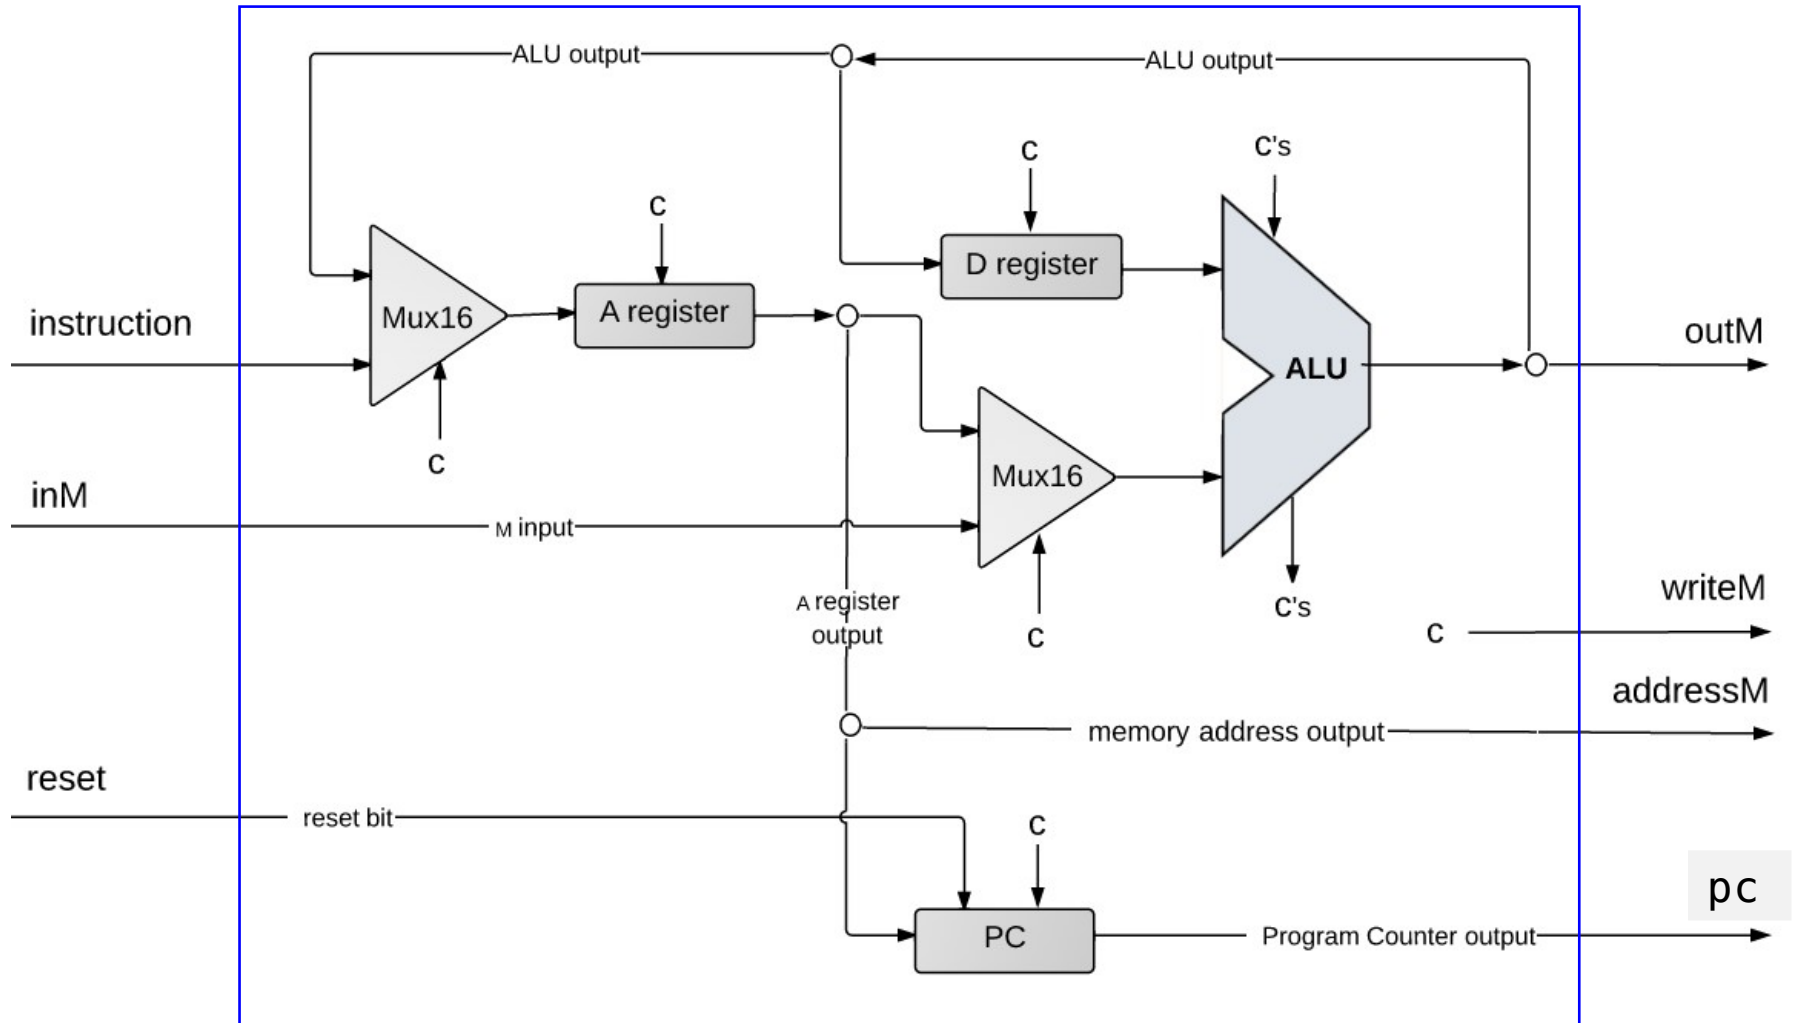 ALU output
ALU output
c
c's
c
D register
A register
Mux16
instruction
outM
ALU
c
Mux16
inM
M input
writeM
A register
output
c
c's
c
addressM
memory address output
reset
reset bit
c
pc
PC
Program Counter output